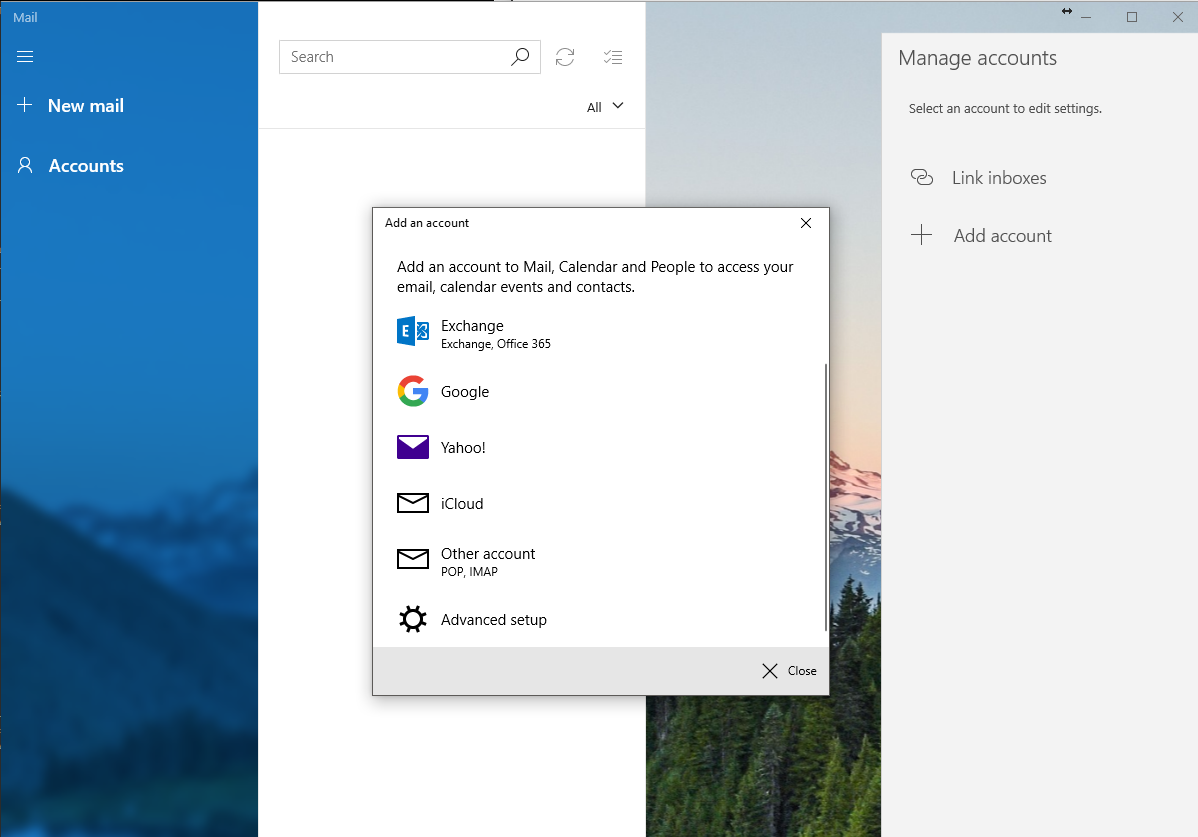 Mail
Search
All
New mail
Accounts
Manage accounts
Select an account to edit settings.
Link inboxes
Add account
Add an account
Add an account to Mail, Calendar and People to access your
email, calendar events and contacts.
E
Exchange
Exchange, Office 365
Google
Yahoo!
iCloud
Other account
POP, IMAP
Advanced setup
Close